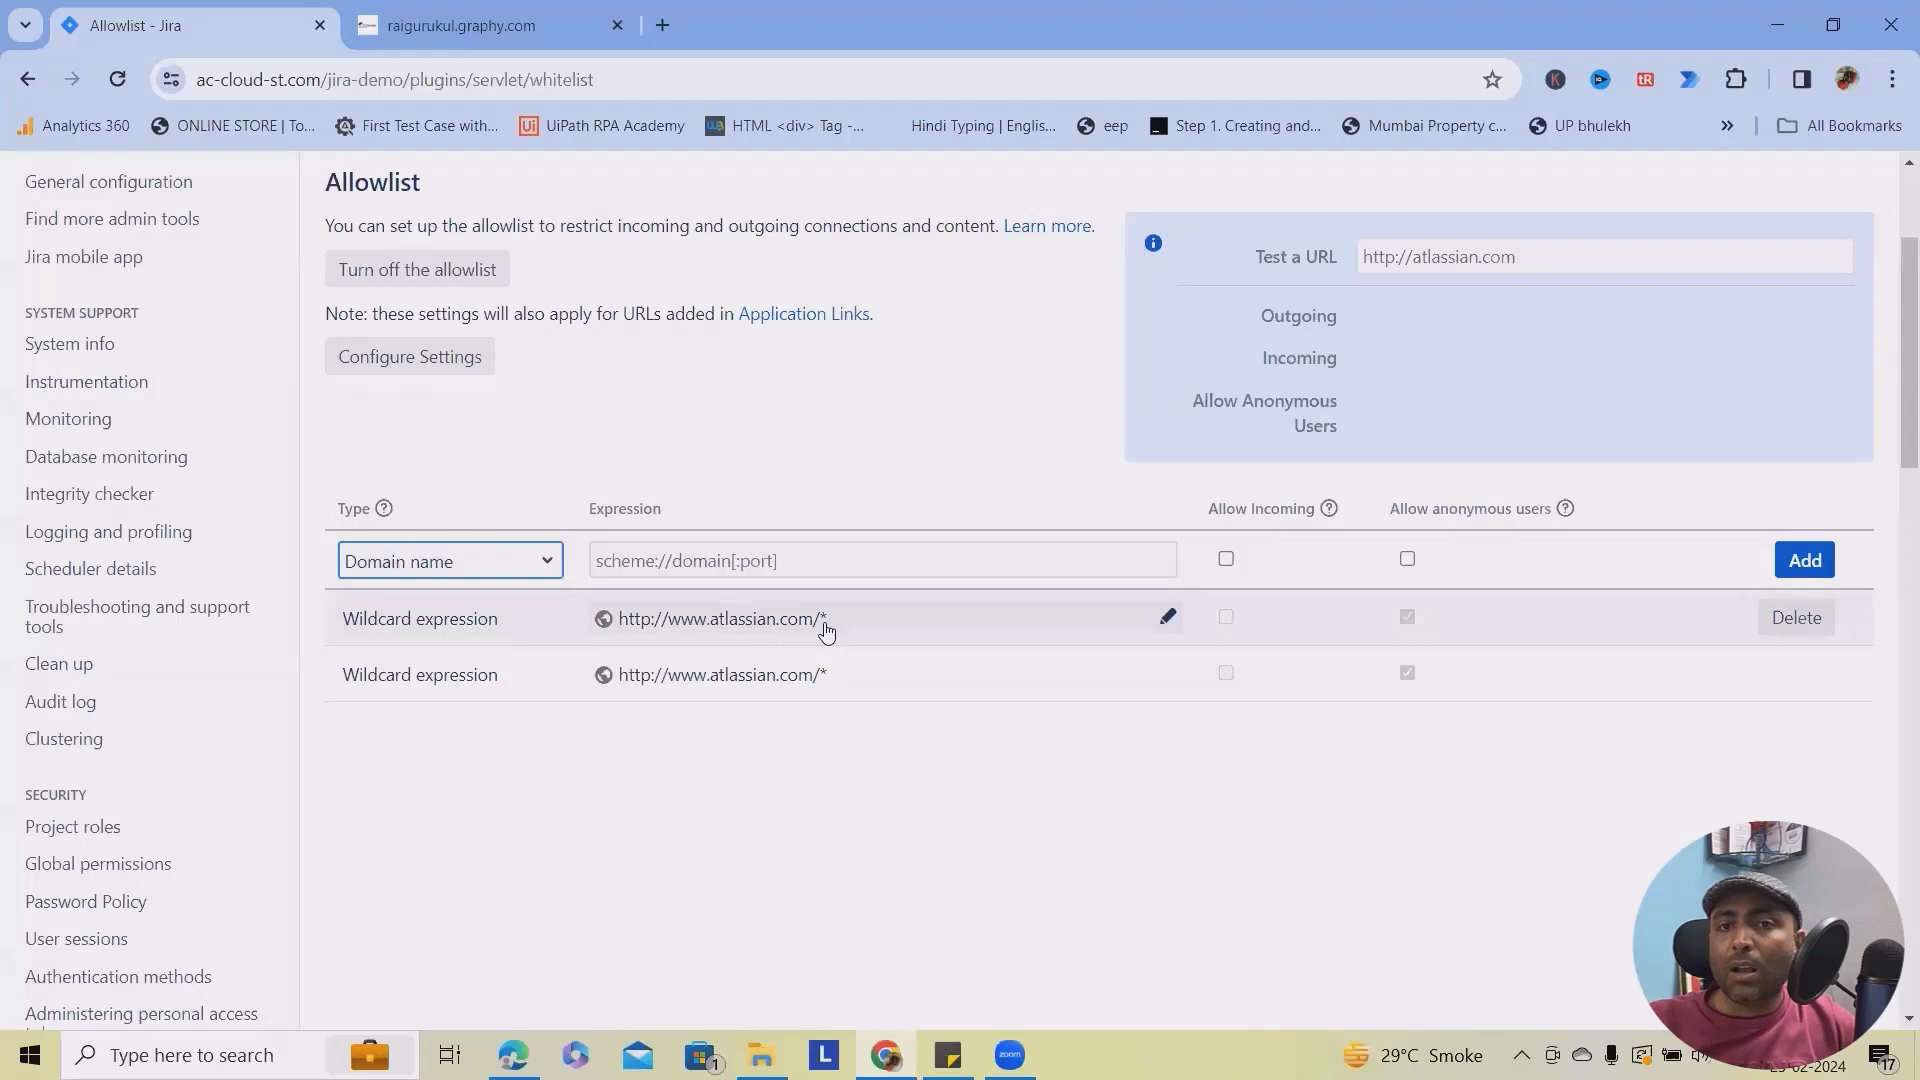 Allowlist - Jira
raigurukul.graphy.com
ac-cloud-st.com/jira-demo/plugins/servlet/whitelist
Analytics 360
ONLINE STORE | To...
First Test Case with...
UiPath RPA Academy
HTML <div> Tag -...
Hindi Typing | Englis...
eep
Step 1. Creating and...
Mumbai Property c...
UP bhulekh
All Bookmarks
General configuration
Find more admin tools
Jira mobile app
SYSTEM SUPPORT
System info
Instrumentation
Monitoring
Database monitoring
Integrity checker
Logging and profiling
Scheduler details
Troubleshooting and support
tools
Clean up
Audit log
Clustering
SECURITY
Project roles
Global permissions
Password Policy
User sessions
Authentication methods
Administering personal access
Allowlist
You can set up the allowlist to restrict incoming and outgoing connections and content. Learn more.
Turn off the allowlist
Note: these settings will also apply for URLs added in Application Links.
Configure Settings
Test a URL http://atlassian.com
Outgoing
Incoming
Allow Anonymous
Users
Type Expression Allow Incoming Allow anonymous users
Domain name scheme://domain[:port] Add
Wildcard expression http://www.atlassian.com/* Delete
Wildcard expression http://www.atlassian.com/*
Type here to search
1
L
zoom
29°C Smoke
02-2024
17